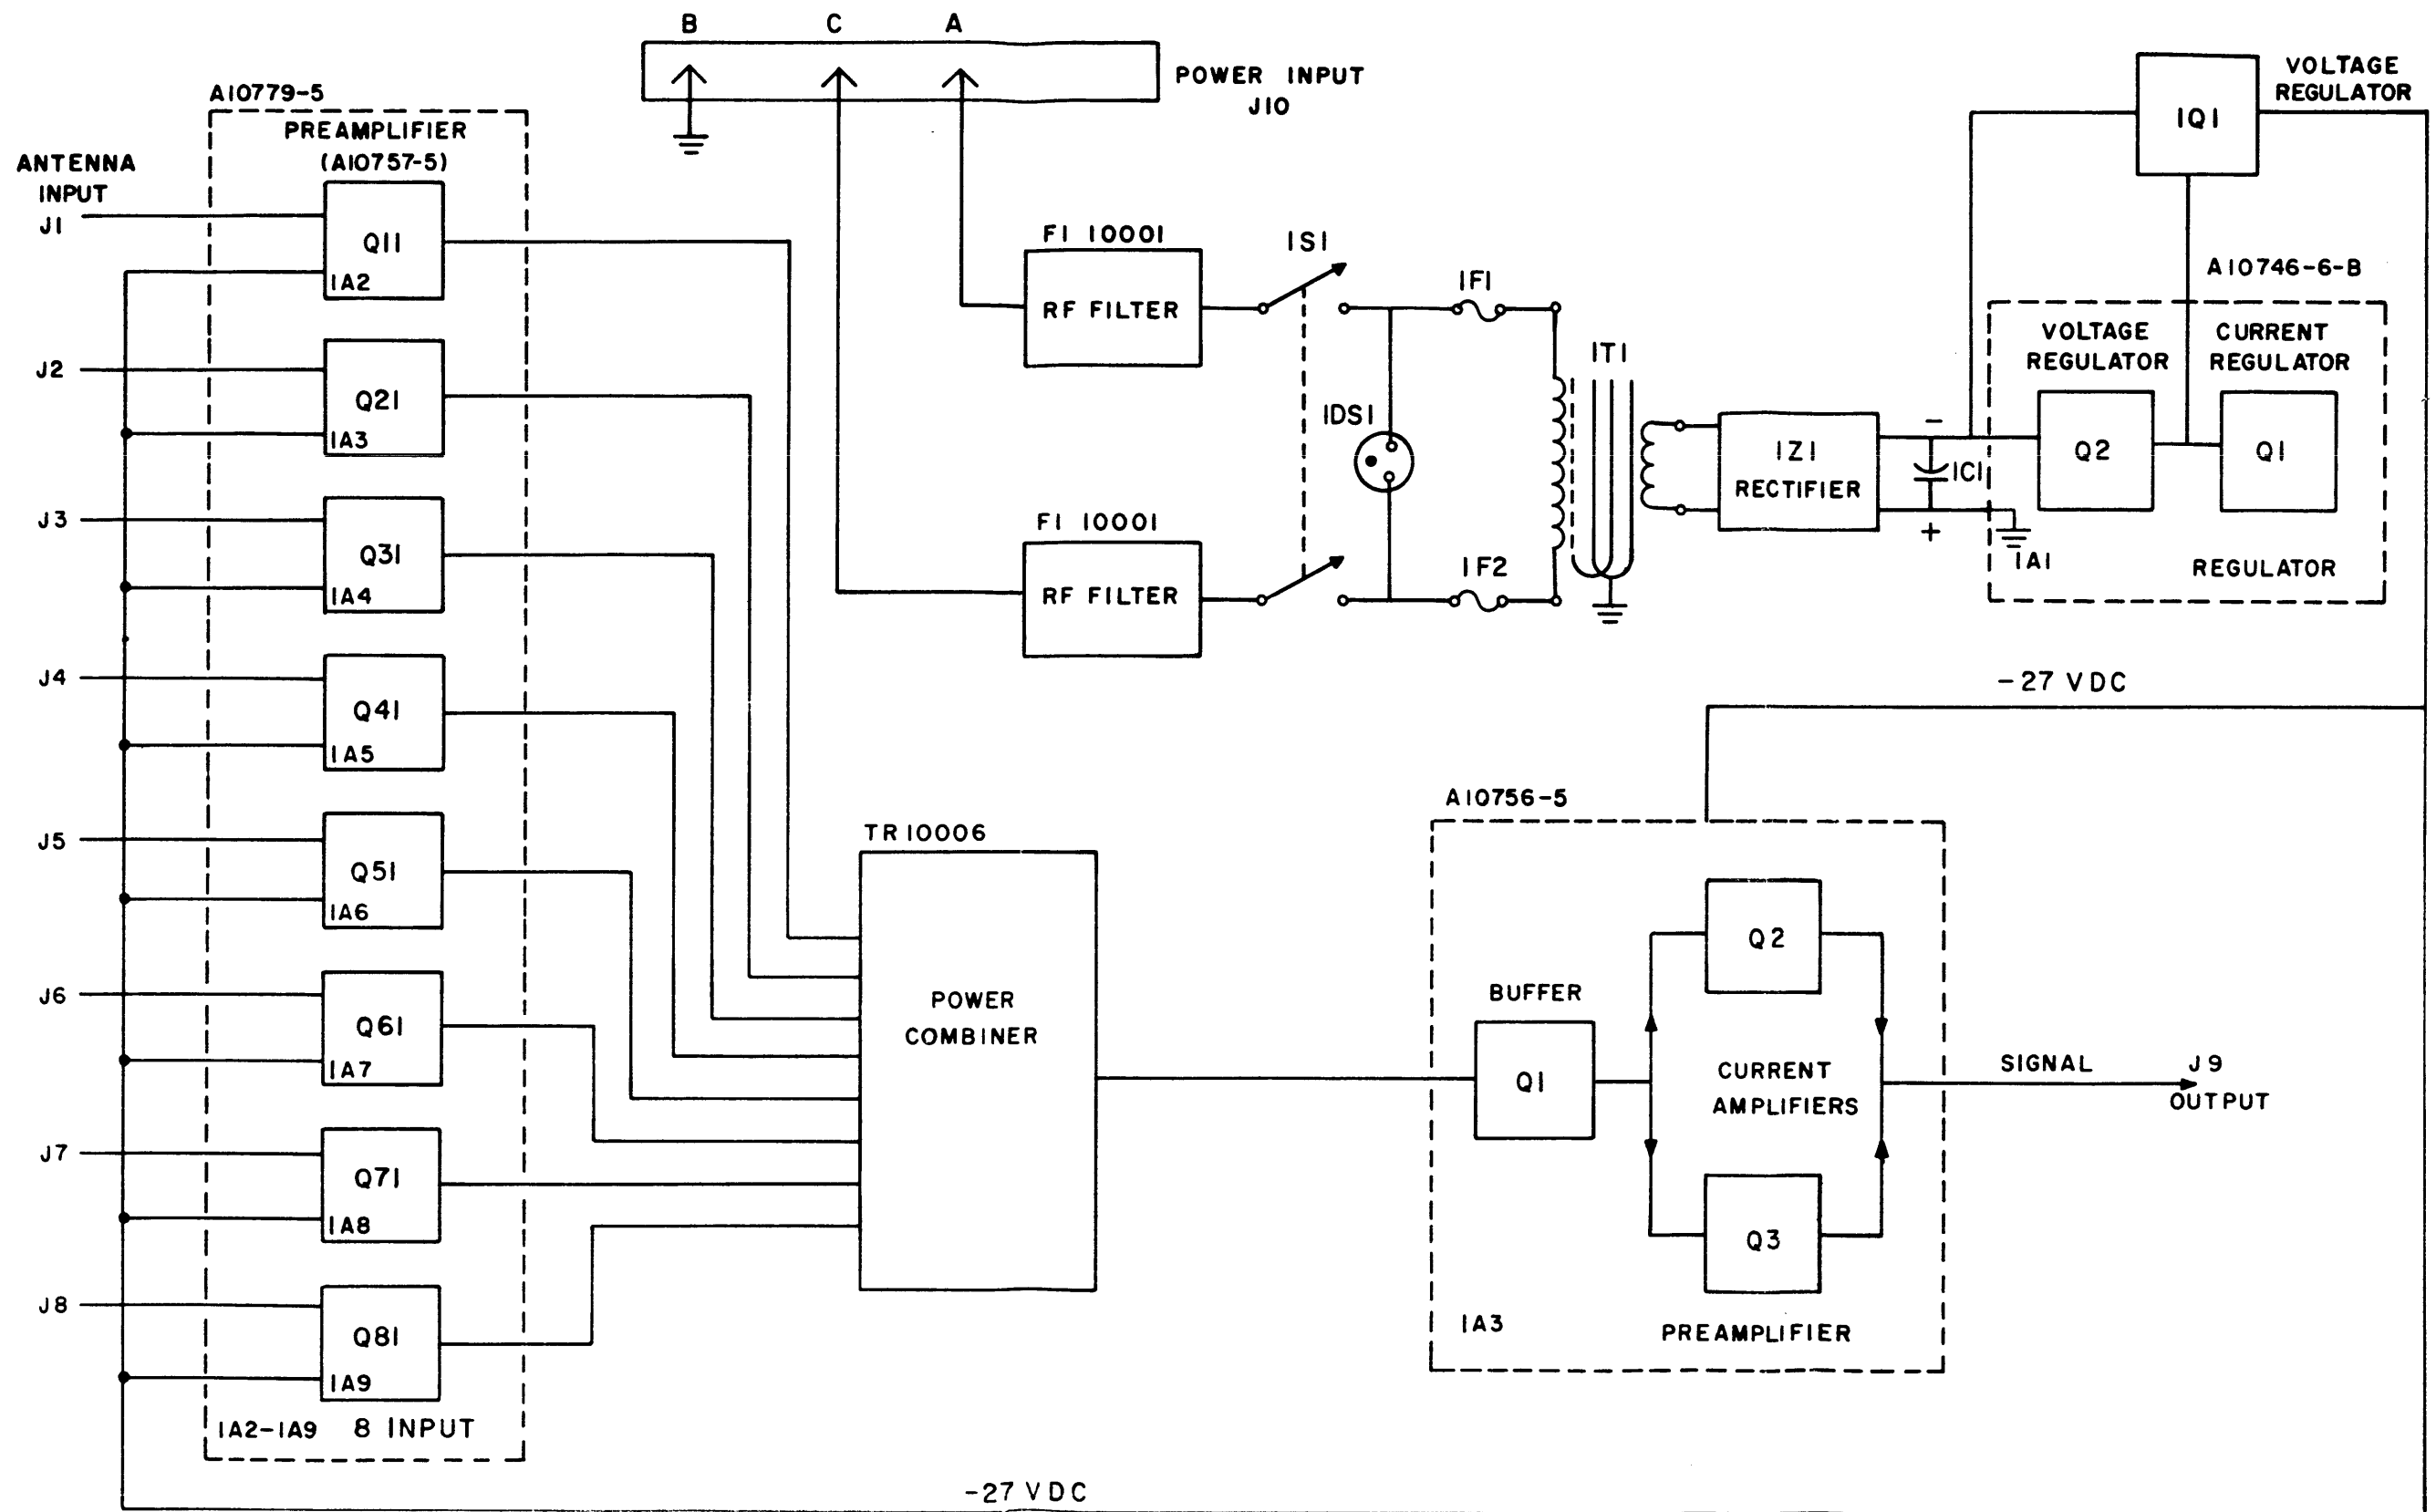 B C A
POWER INPUT
J10
A10779-5
PREAMPLIFIER
(A10757-5)
ANTENNA
INPUT
J1
Q11
1A2
J2
Q21
1A3
J3
Q31
1A4
J4
Q41
1A5
J5
Q51
1A6
J6
Q61
1A7
J7
Q71
1A8
J8
Q81
1A9
1A2-1A9 8 INPUT
FI 10001
RF FILTER
1S1
1F1
1DS1
1T1
FI 10001
RF FILTER
1F2
1Z1
RECTIFIER
-
1C1
+
1Q1
VOLTAGE
REGULATOR
A10746-6-B
VOLTAGE
REGULATOR
CURRENT
REGULATOR
Q2
Q1
1A1
REGULATOR
-27 VDC
TR10006
POWER
COMBINER
A10756-5
BUFFER
Q1
Q2
CURRENT
AMPLIFIERS
Q3
1A3
PREAMPLIFIER
SIGNAL
J9
OUTPUT
-27 VDC